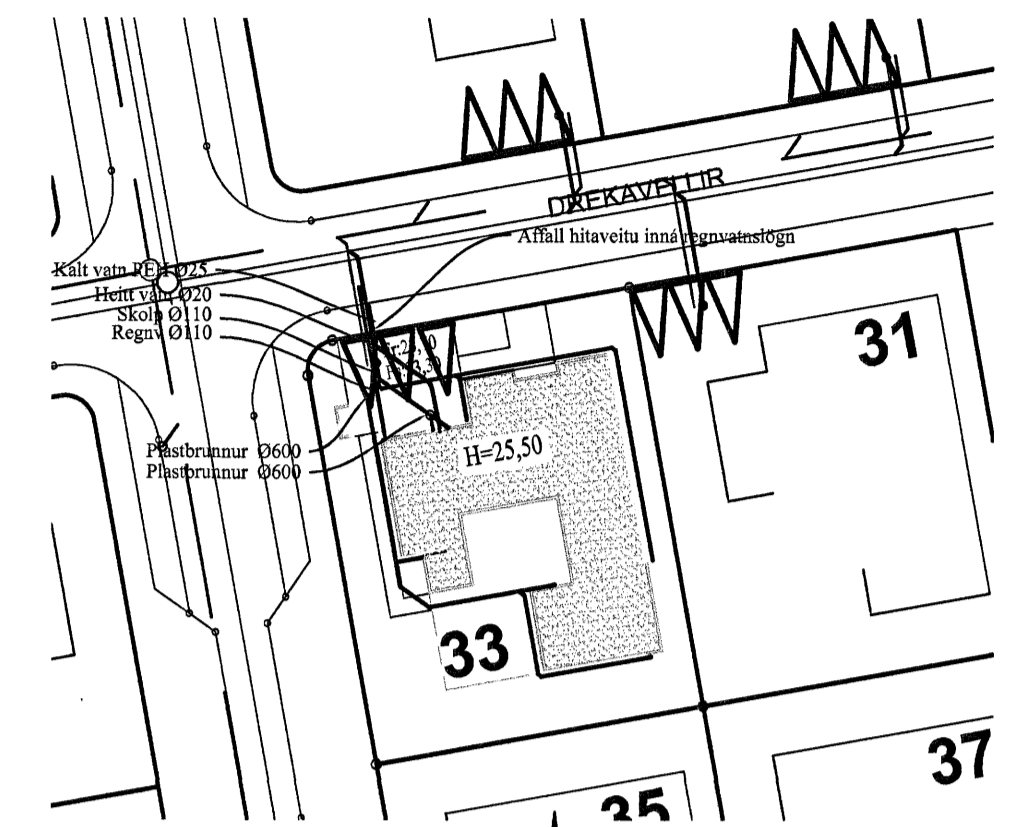 DREKAVELLIR
Affall hitaveitu inná regnvatnslögn
Kalt vatn PEH Ø25
Heitt vatn Ø20
Skolp Ø110
Regnv Ø110
31
Plastbrunnur Ø600
Plastbrunnur Ø600
H=25,50
33
37
35